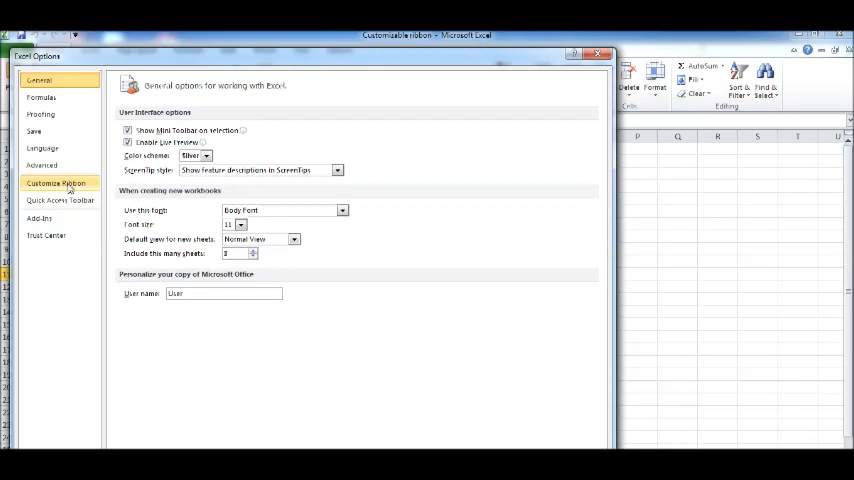 Customizable ribbon - Microsoft Excel
Excel Options
General
Formulas
Proofing
Save
Language
Advanced
Customize Ribbon
Quick Access Toolbar
Add-Ins
Trust Center
General options for working with Excel.
User Interface options
Show Mini Toolbar on selection
Enable Live Preview
Color scheme: Silver
ScreenTip style: Show feature descriptions in ScreenTips
When creating new workbooks
Use this font: Body Font
Font size: 11
Default view for new sheets: Normal View
Include this many sheets: 3
Personalize your copy of Microsoft Office
User name: User
Delete Format
Cells
AutoSum
Fill
Clear
Sort & Filter
Find & Select
Editing
P Q R S T U